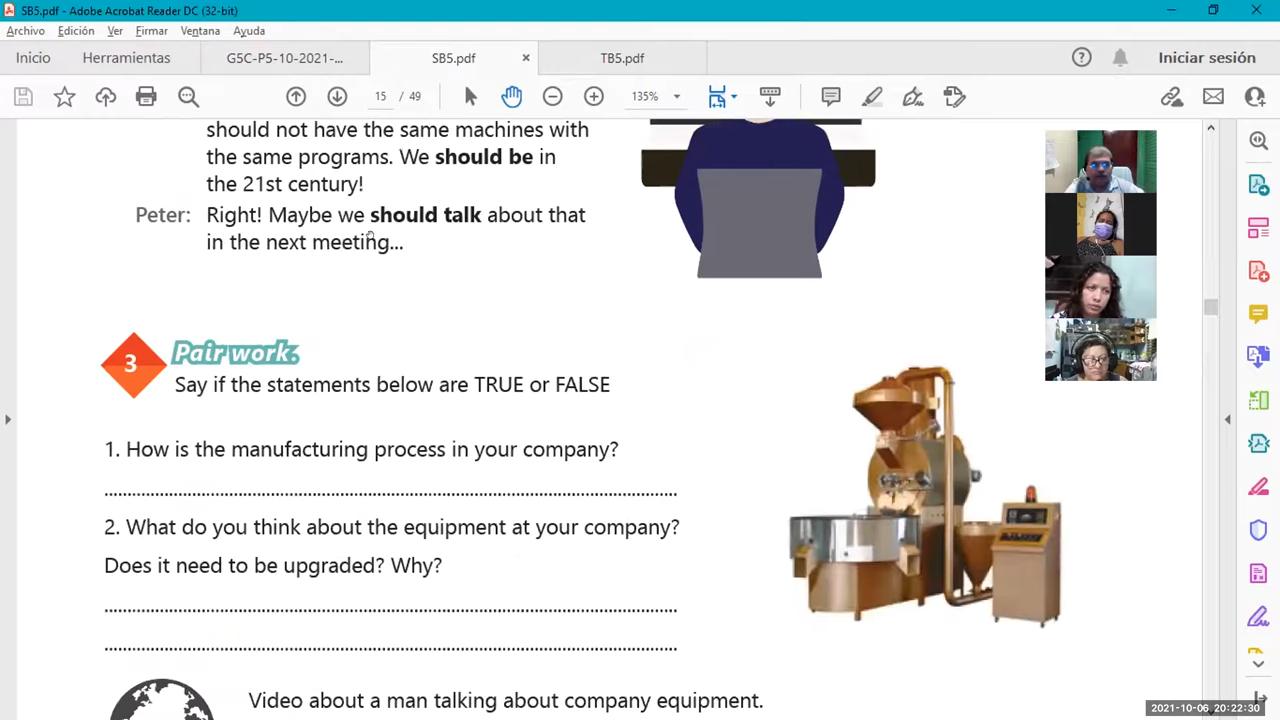 SB5.pdf - Adobe Acrobat Reader DC (32-bit)
Archivo Edición Ver Firmar Ventana Ayuda
Inicio Herramientas G5C-P5-10-2021-... SB5.pdf × TB5.pdf Iniciar sesión
15 / 49 135%
should not have the same machines with
the same programs. We should be in
the 21st century!
Peter: Right! Maybe we should talk about that
in the next meeting...
3 Pair work.
Say if the statements below are TRUE or FALSE
1. How is the manufacturing process in your company?
2. What do you think about the equipment at your company?
Does it need to be upgraded? Why?
Video about a man talking about company equipment.
2021-10-06 20:22:30